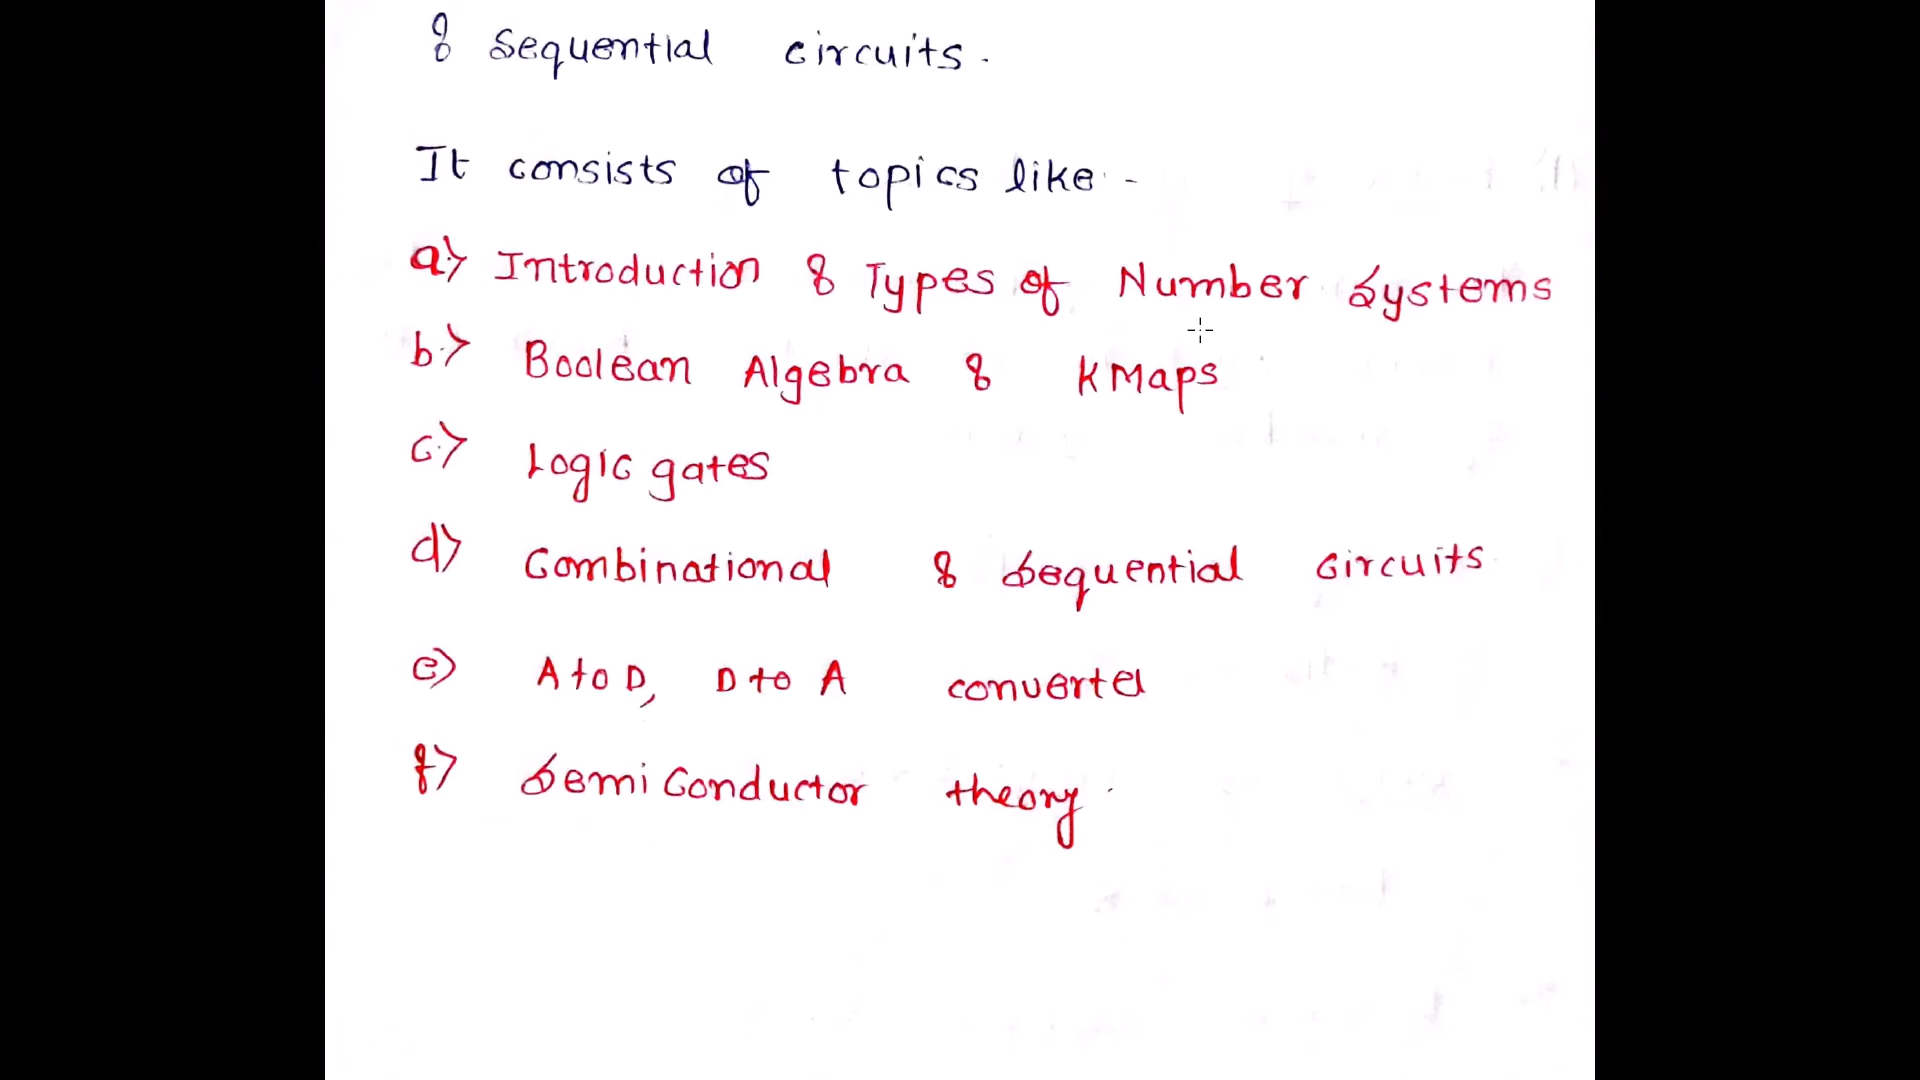 & Sequential circuits.
It consists of topics like -
a) Introduction & Types of Number Systems
b) Boolean Algebra & K Maps
c) Logic gates
d) Combinational & Sequential circuits
e) A to D, D to A converter
f) Semi Conductor theory.